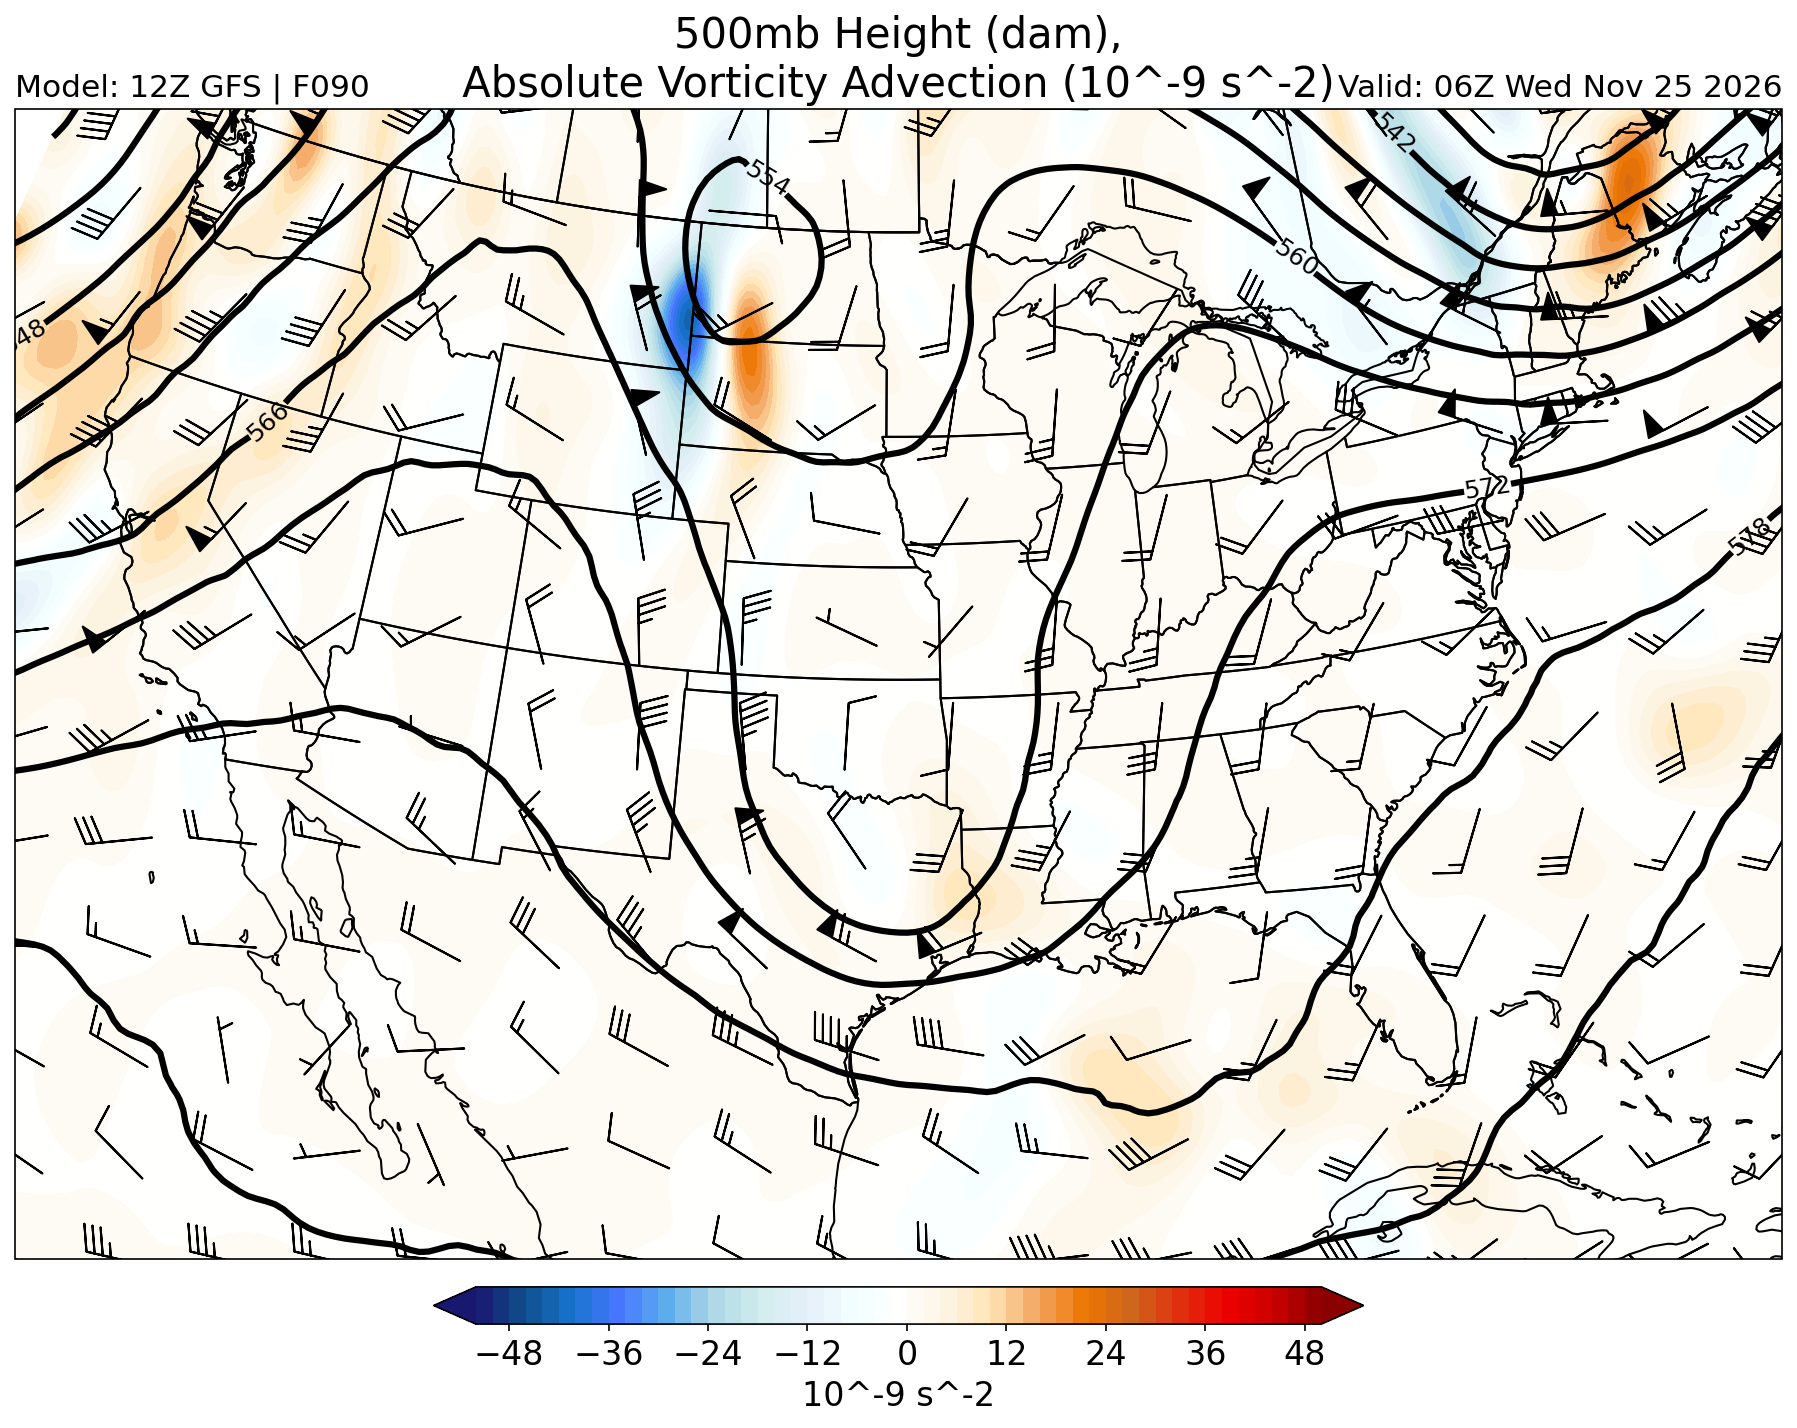 500mb Height (dam),
Model: 12Z GFS | F090
Absolute Vorticity Advection (10^-9 s^-2)
Valid: 06Z Wed Nov 25 2026
542
554
560
48
566
572
578
−48 −36 −24 −12 0 12 24 36 48
10^-9 s^-2